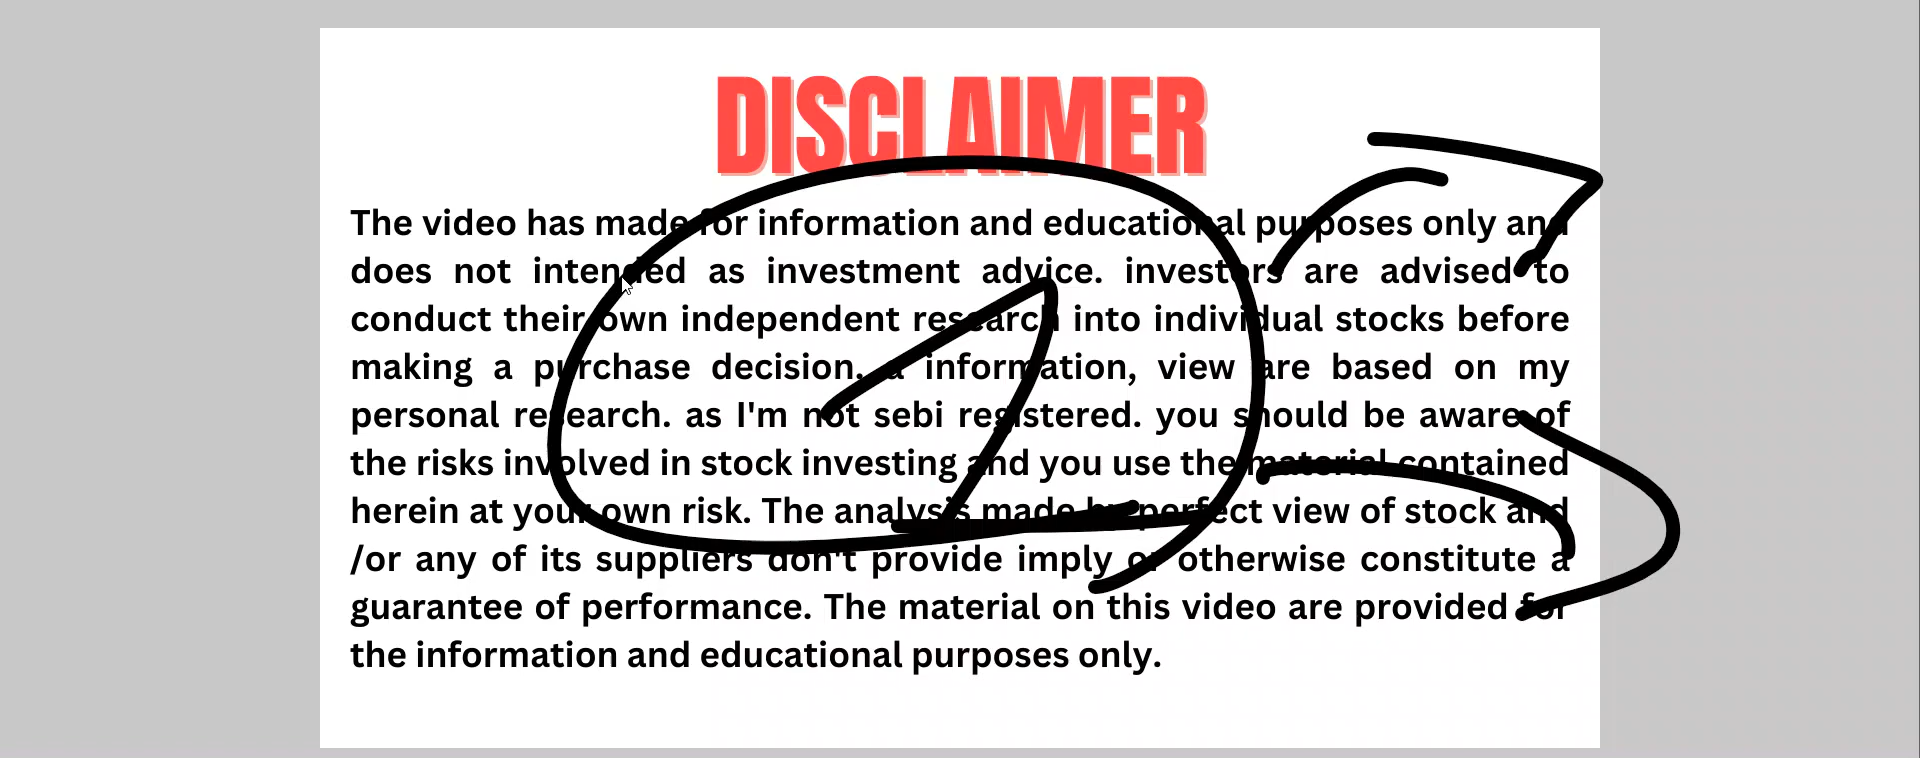 DISCLAIMER
The video has made for information and educational purposes only and
does not intended as investment advice. investors are advised to
conduct their own independent research into individual stocks before
making a purchase decision. a information, view are based on my
personal research. as I'm not sebi registered. you should be aware of
the risks involved in stock investing and you use the material contained
herein at your own risk. The analysis made by perfect view of stock and
/or any of its suppliers don't provide imply or otherwise constitute a
guarantee of performance. The material on this video are provided for
the information and educational purposes only.